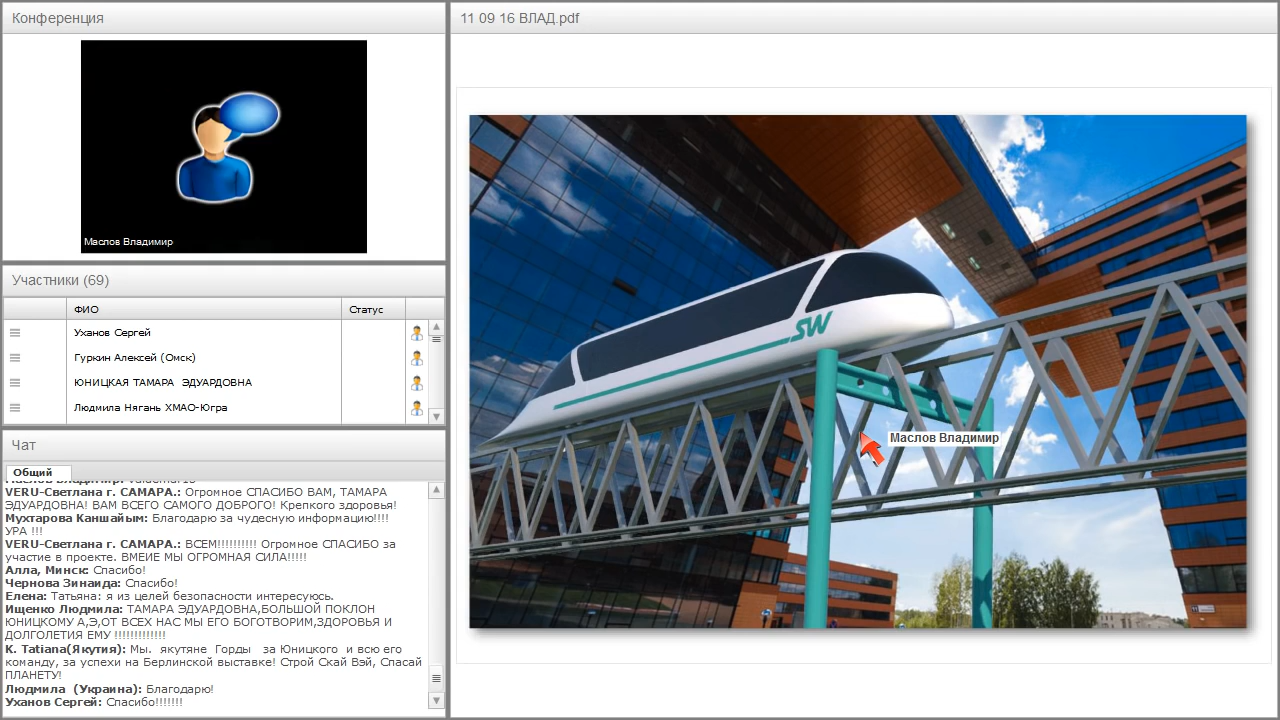 Конференция
Маслов Владимир
Участники (69)
ФИО Статус
Уханов Сергей
Гуркин Алексей (Омск)
ЮНИЦКАЯ ТАМАРА ЭДУАРДОВНА
Людмила Нягань ХМАО-Югра
Чат
Общий
VERU-Светлана г. САМАРА.: Огромное СПАСИБО ВАМ, ТАМАРА
ЭДУАРДОВНА! ВАМ ВСЕГО САМОГО ДОБРОГО! Крепкого здоровья!
Мухтарова Каншайым: Благодарю за чудесную информацию!!!!
УРА !!!
VERU-Светлана г. САМАРА.: ВСЕМ!!!!!!!!!! Огромное СПАСИБО за
участие в проекте. ВМЕИЕ МЫ ОГРОМНАЯ СИЛА!!!!!
Алла, Минск: Спасибо!
Чернова Зинаида: Спасибо!
Елена: Татьяна: я из целей безопасности интересуюсь.
Ищенко Людмила: ТАМАРА ЭДУАРДОВНА,БОЛЬШОЙ ПОКЛОН
ЮНИЦКОМУ А,Э,ОТ ВСЕХ НАС МЫ ЕГО БОГОТВОРИМ,ЗДОРОВЬЯ И
ДОЛГОЛЕТИЯ ЕМУ !!!!!!!!!!!!!
K. Tatiana(Якутия): Мы. якутяне Горды за Юницкого и всю его
команду, за успехи на Берлинской выставке! Строй Скай Вэй, Спасай
ПЛАНЕТУ!
Людмила (Украина): Благодарю!
Уханов Сергей: Спасибо!!!!!!!
11 09 16 ВЛАД.pdf
SW
Маслов Владимир